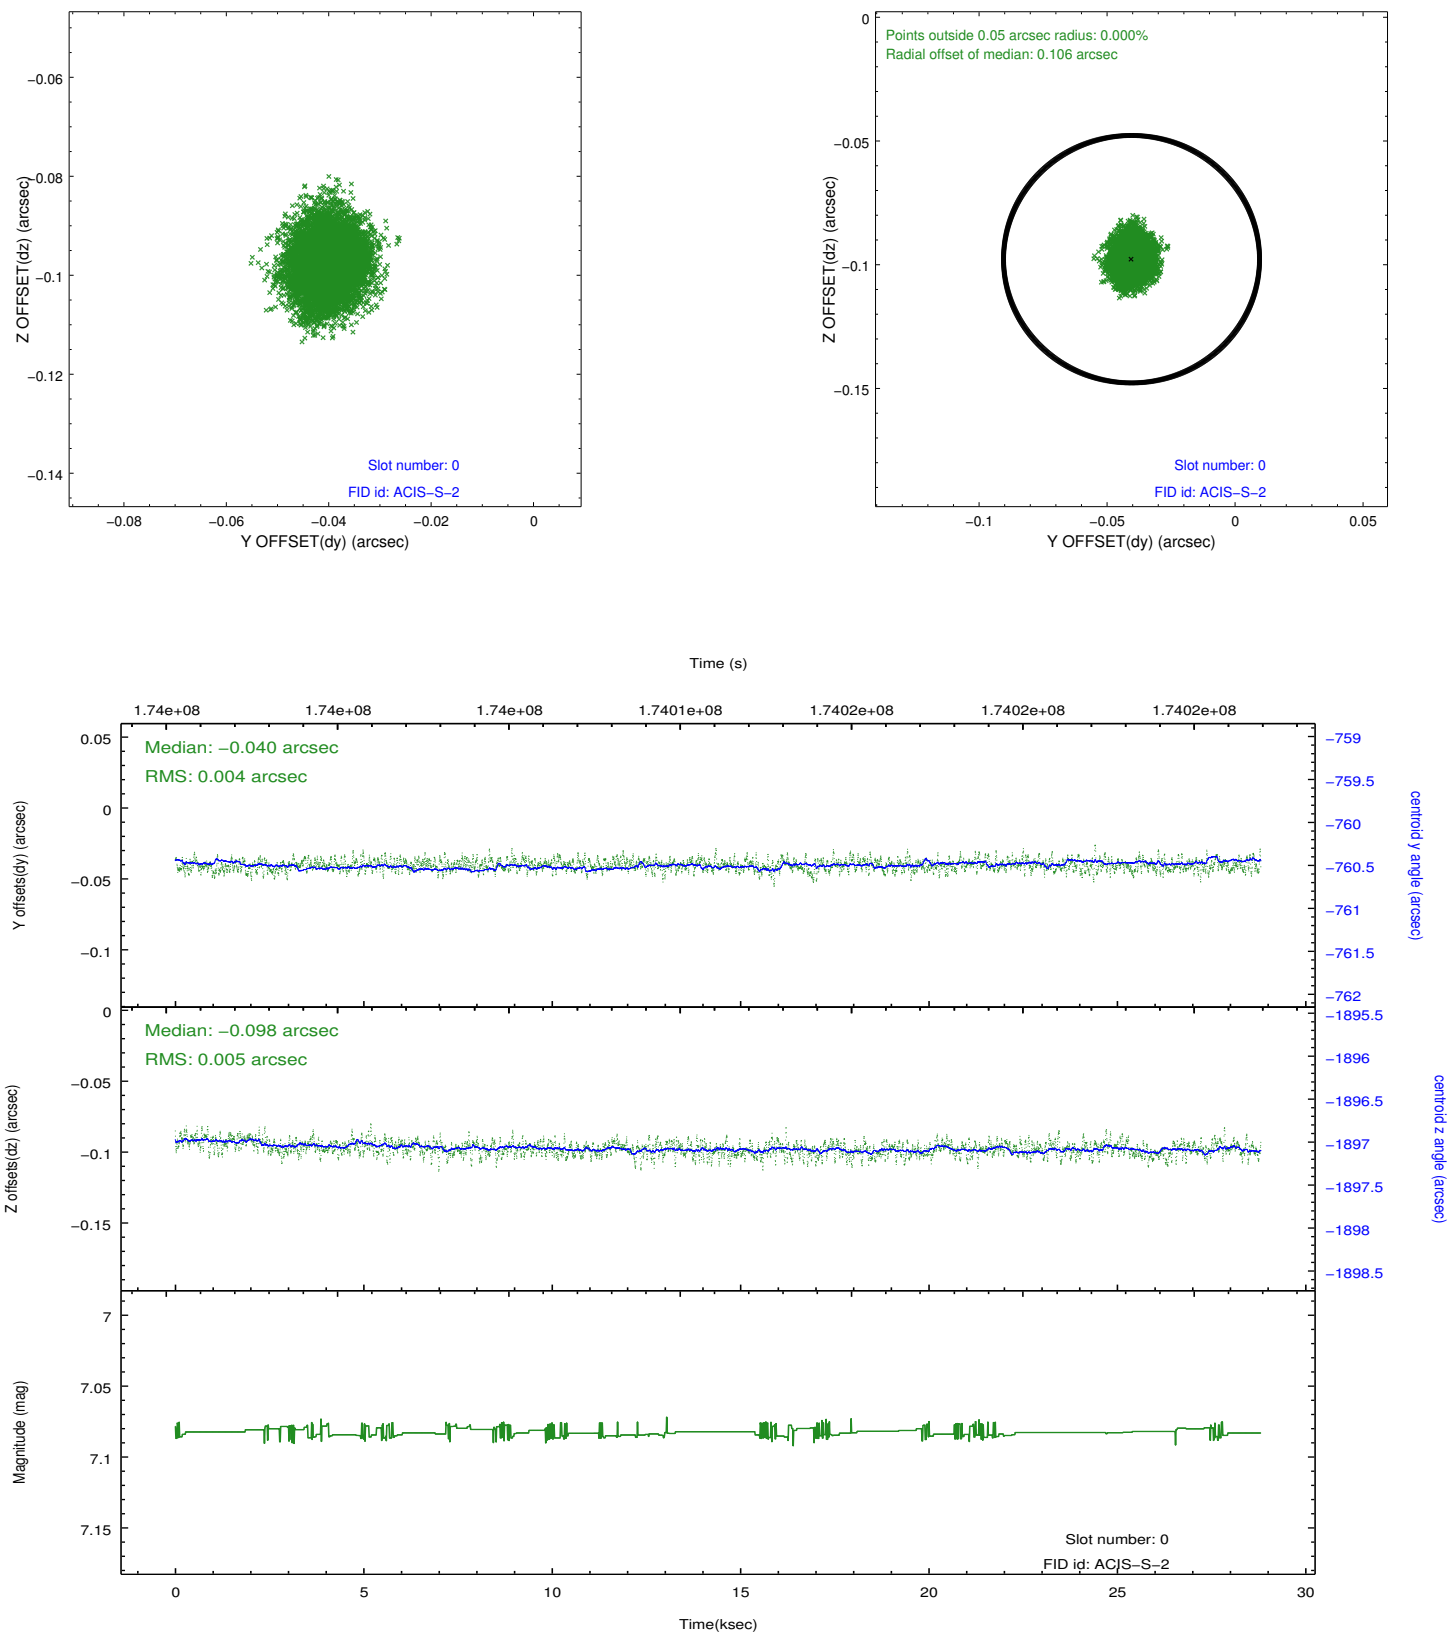 −0.06
−0.08
−0.1
−0.12
−0.14
Z OFFSET(dz) (arcsec)
Slot number: 0
FID id: ACIS−S−2
−0.08 −0.06 −0.04 −0.02 0
Y OFFSET(dy) (arcsec)
Points outside 0.05 arcsec radius: 0.000%
Radial offset of median: 0.106 arcsec
0
−0.05
−0.1
−0.15
Z OFFSET(dz) (arcsec)
Slot number: 0
FID id: ACIS−S−2
−0.1 −0.05 0 0.05
Y OFFSET(dy) (arcsec)
Time (s)
1.74e+08 1.74e+08 1.74e+08 1.7401e+08 1.7402e+08 1.7402e+08 1.7402e+08
Median: −0.040 arcsec
RMS: 0.004 arcsec
0.05
0
−0.05
−0.1
Y offsets(dy) (arcsec)
−759
−759.5
−760
−760.5
−761
−761.5
−762
centroid y angle (arcsec)
Median: −0.098 arcsec
RMS: 0.005 arcsec
0
−0.05
−0.1
−0.15
Z offsets(dz) (arcsec)
−1895.5
−1896
−1896.5
−1897
−1897.5
−1898
−1898.5
centroid z angle (arcsec)
7
7.05
7.1
7.15
Magnitude (mag)
Slot number: 0
FID id: ACIS−S−2
0 5 10 15 20 25 30
Time(ksec)